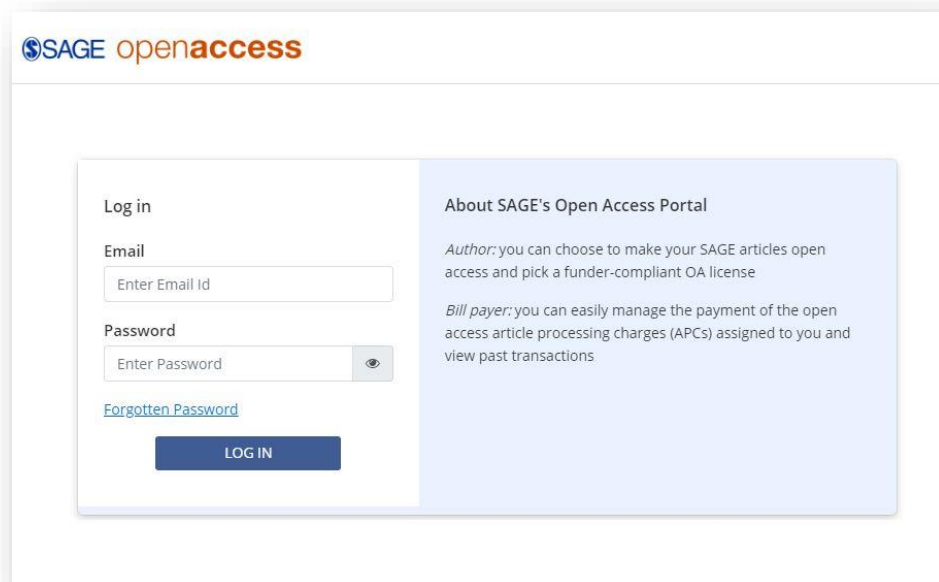 SAGE openaccess
Log in
Email
Enter Email Id
Password
Enter Password
Forgotten Password
LOG IN
About SAGE's Open Access Portal
Author: you can choose to make your SAGE articles open
access and pick a funder-compliant OA license
Bill payer: you can easily manage the payment of the open
access article processing charges (APCs) assigned to you and
view past transactions